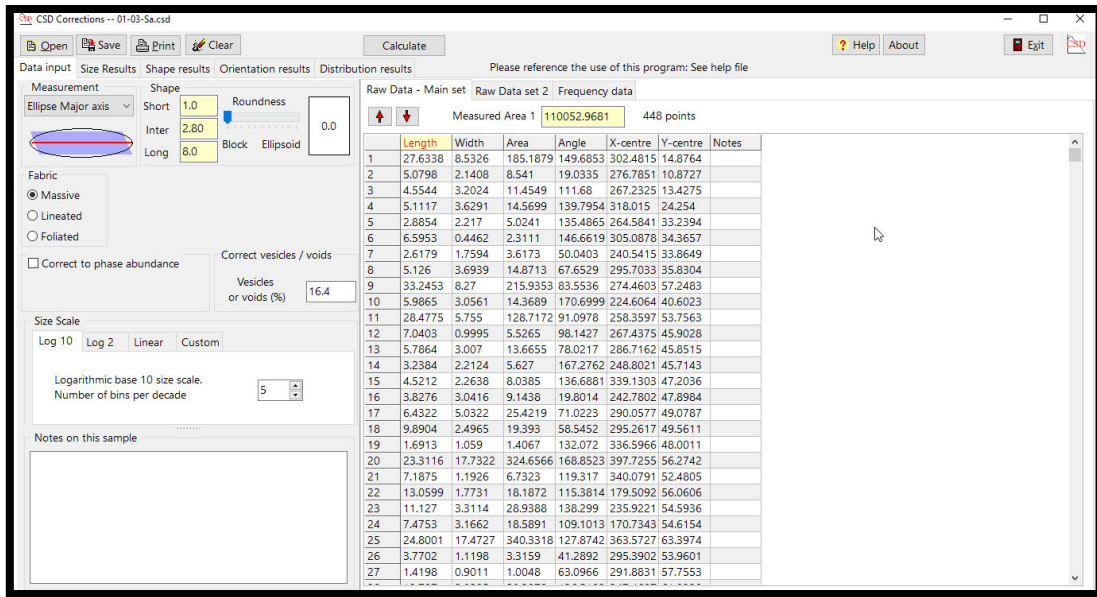 CSD Corrections -- 01-03-Sa.csd
Open Save Print Clear Calculate ? Help About Exit CSD
Data input Size Results Shape results Orientation results Distribution results Please reference the use of this program: See help file
Measurement
Ellipse Major axis
Shape
Short 1.0
Inter 2.80
Long 8.0
Roundness
Block Ellipsoid
0.0
Fabric
Massive
Lineated
Foliated
Correct to phase abundance
Correct vesicles / voids
Vesicles
or voids (%) 16.4
Size Scale
Log 10 Log 2 Linear Custom
Logarithmic base 10 size scale.
Number of bins per decade 5
Notes on this sample
Raw Data - Main set Raw Data set 2 Frequency data
Measured Area 1 110052.9681 448 points
Length Width Area Angle X-centre Y-centre Notes
1 27.6338 8.5326 185.1879 149.6853 302.4815 14.8764
2 5.0798 2.1408 8.541 19.0335 276.7851 10.8727
3 4.5544 3.2024 11.4549 111.68 267.2325 13.4275
4 5.1117 3.6291 14.5699 139.7954 318.015 24.254
5 2.8854 2.217 5.0241 135.4865 264.5841 33.2394
6 6.5953 0.4462 2.3111 146.6619 305.0878 34.3657
7 2.6179 1.7594 3.6173 50.0403 240.5415 33.8649
8 5.126 3.6939 14.8713 67.6529 295.7033 35.8304
9 33.2453 8.27 215.9353 83.5536 274.4603 57.2483
10 5.9865 3.0561 14.3689 170.6999 224.6064 40.6023
11 28.4775 5.755 128.7172 91.0978 258.3597 53.7563
12 7.0403 0.9995 5.5265 98.1427 267.4375 45.9028
13 5.7864 3.007 13.6655 78.0217 286.7162 45.8515
14 3.2384 2.2124 5.627 167.2762 248.8021 45.7143
15 4.5212 2.2638 8.0385 136.6881 339.1303 47.2036
16 3.8276 3.0416 9.1438 19.8014 242.7802 47.8984
17 6.4322 5.0322 25.4219 71.0223 290.0577 49.0787
18 9.8904 2.4965 19.393 58.5452 295.2617 49.5611
19 1.6913 1.059 1.4067 132.072 336.5966 48.0011
20 23.3116 17.7322 324.6566 168.8523 397.7255 56.2742
21 7.1875 1.1926 6.7323 119.317 340.0791 52.4805
22 13.0599 1.7731 18.1872 115.3814 179.5092 56.0606
23 11.127 3.3114 28.9388 138.299 235.9221 54.5936
24 7.4753 3.1662 18.5891 109.1013 170.7343 54.6154
25 24.8001 17.4727 340.3318 127.8742 363.5727 63.3974
26 3.7702 1.1198 3.3159 41.2892 295.3902 53.9601
27 1.4198 0.9011 1.0048 63.0966 291.8831 57.7553